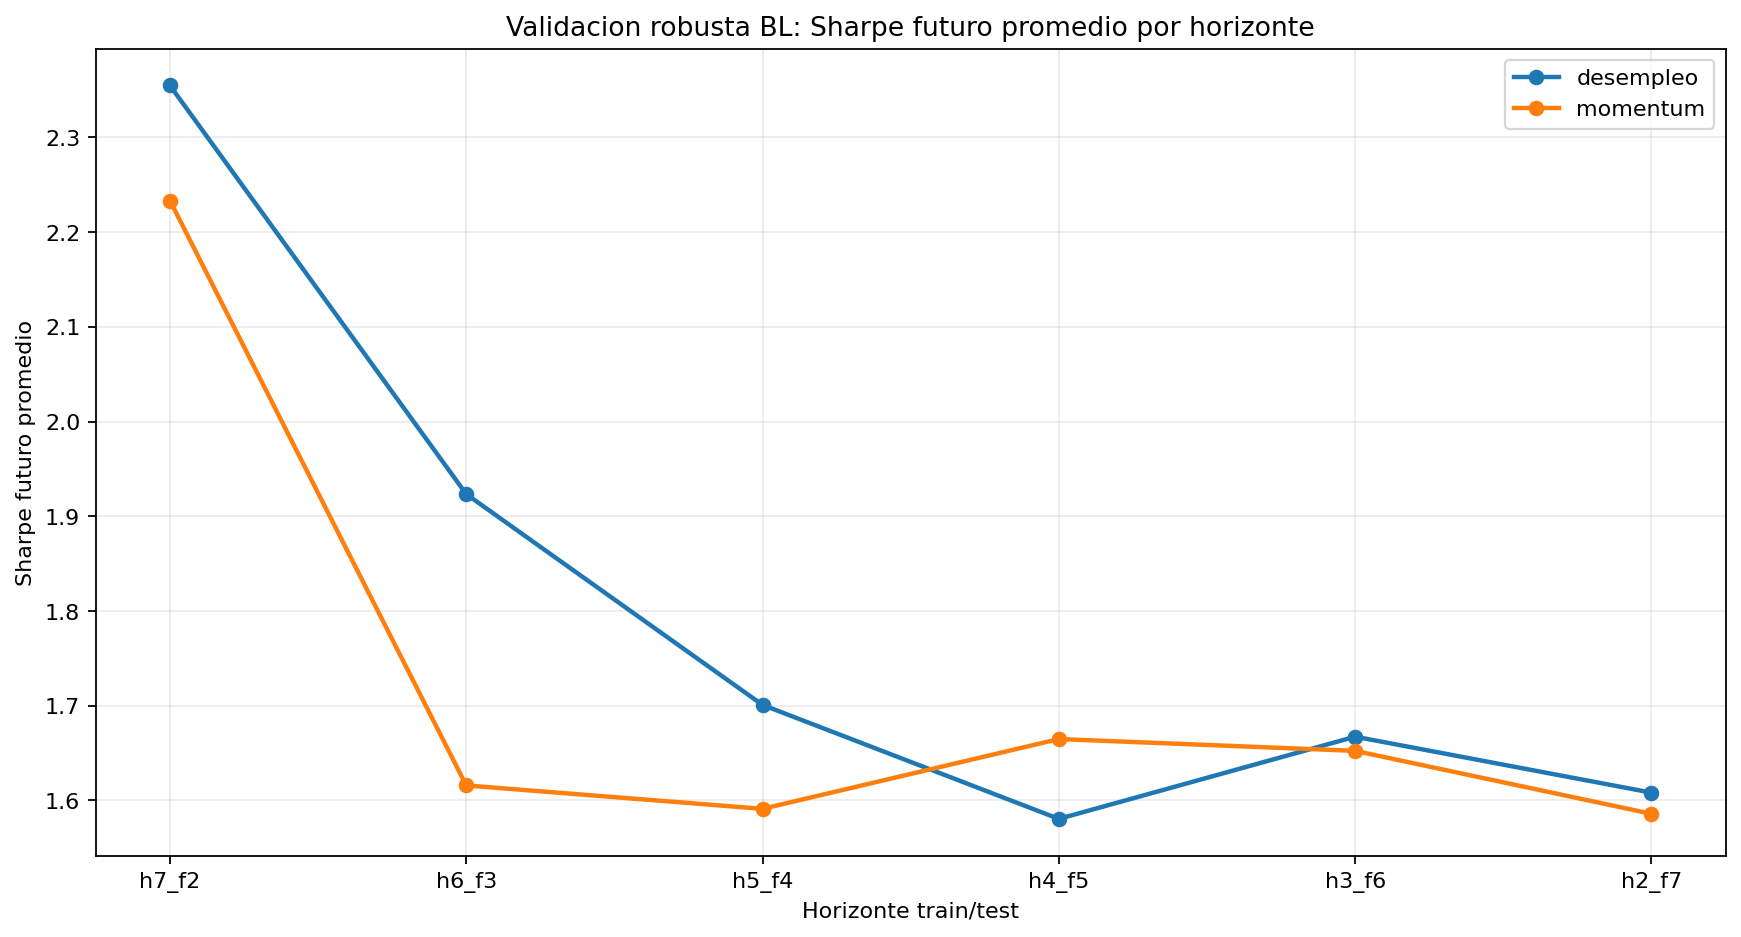 Validacion robusta BL: Sharpe futuro promedio por horizonte
desempleo
momentum
Sharpe futuro promedio
2.3
2.2
2.1
2.0
1.9
1.8
1.7
1.6
h7_f2 h6_f3 h5_f4 h4_f5 h3_f6 h2_f7
Horizonte train/test